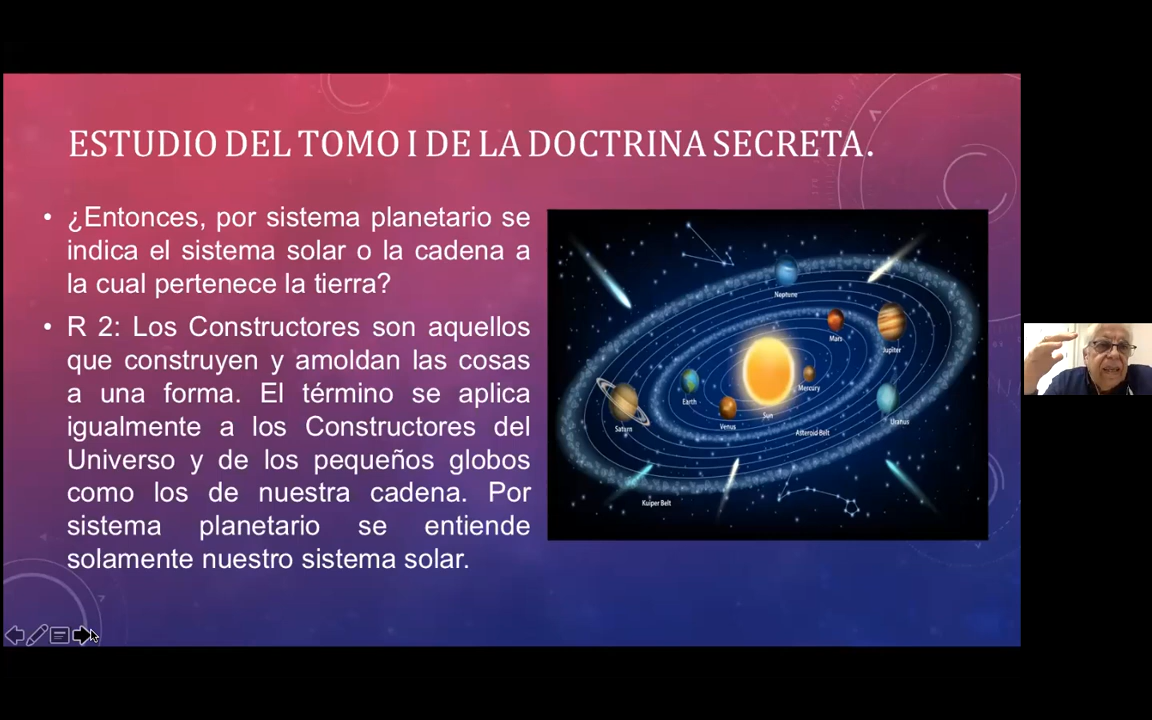 ESTUDIO DEL TOMO I DE LA DOCTRINA SECRETA.
• ¿Entonces, por sistema planetario se
indica el sistema solar o la cadena a
la cual pertenece la tierra?
• R 2: Los Constructores son aquellos
que construyen y amoldan las cosas
a una forma. El término se aplica
igualmente a los Constructores del
Universo y de los pequeños globos
como los de nuestra cadena. Por
sistema planetario se entiende
solamente nuestro sistema solar.
Neptune
Mars
Jupiter
Mercury
Earth
Sun
Venus
Saturn
Uranus
Asteroid Belt
Kuiper Belt